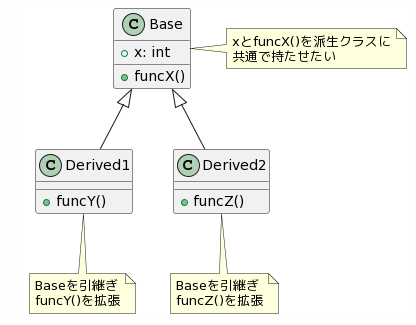 C Base
x: int
funcX()
xとfuncX()を派生クラスに
共通で持たせたい
C Derived1
funcY()
C Derived2
funcZ()
Baseを引継ぎ
funcY()を拡張
Baseを引継ぎ
funcZ()を拡張